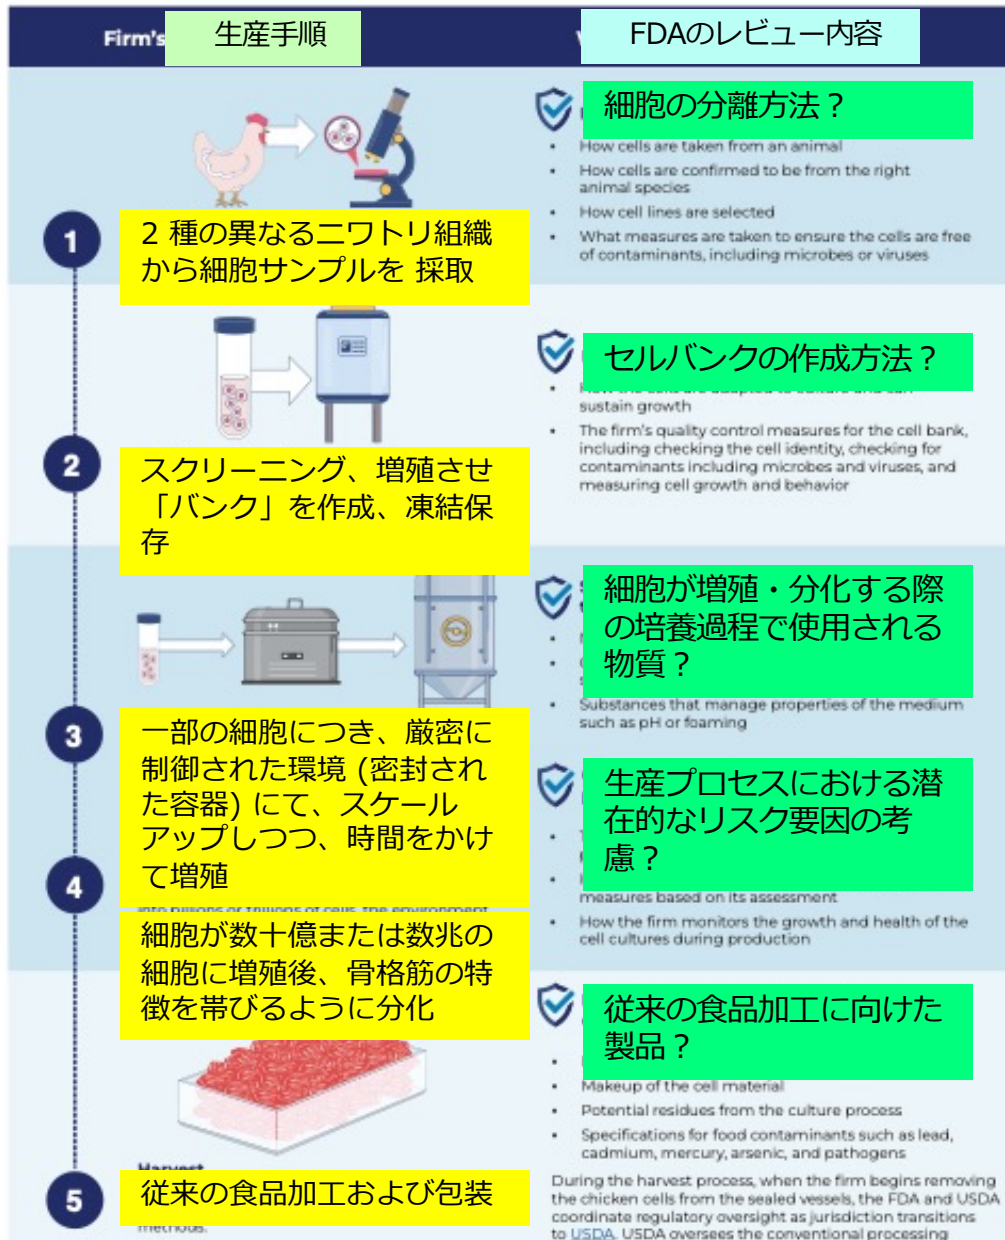 Firm's
生産手順
FDAのレビュー内容
細胞の分離方法？
How cells are taken from an animal
How cells are confirmed to be from the right
animal species
How cell lines are selected
What measures are taken to ensure the cells are free
of contaminants, including microbes or viruses
1
2 種の異なるニワトリ組織
から細胞サンプルを 採取
セルバンクの作成方法？
sustain growth
The firm's quality control measures for the cell bank,
including checking the cell identity, checking for
contaminants including microbes and viruses, and
measuring cell growth and behavior
2
スクリーニング、増殖させ
「バンク」を作成、凍結保
存
細胞が増殖・分化する際
の培養過程で使用される
物質？
Substances that manage properties of the medium
such as pH or foaming
3
一部の細胞につき、厳密に
制御された環境 (密封され
た容器) にて、スケール
アップしつつ、時間をかけ
て増殖
生産プロセスにおける潜
在的なリスク要因の考
慮？
measures based on its assessment
How the firm monitors the growth and health of the
cell cultures during production
4
into billions or trillions of cells, the environment
細胞が数十億または数兆の
細胞に増殖後、骨格筋の特
徴を帯びるように分化
従来の食品加工に向けた
製品？
Makeup of the cell material
Potential residues from the culture process
Specifications for food contaminants such as lead,
cadmium, mercury, arsenic, and pathogens
Harvest
5
従来の食品加工および包装
methods.
During the harvest process, when the firm begins removing
the chicken cells from the sealed vessels, the FDA and USDA
coordinate regulatory oversight as jurisdiction transitions
to USDA. USDA oversees the conventional processing